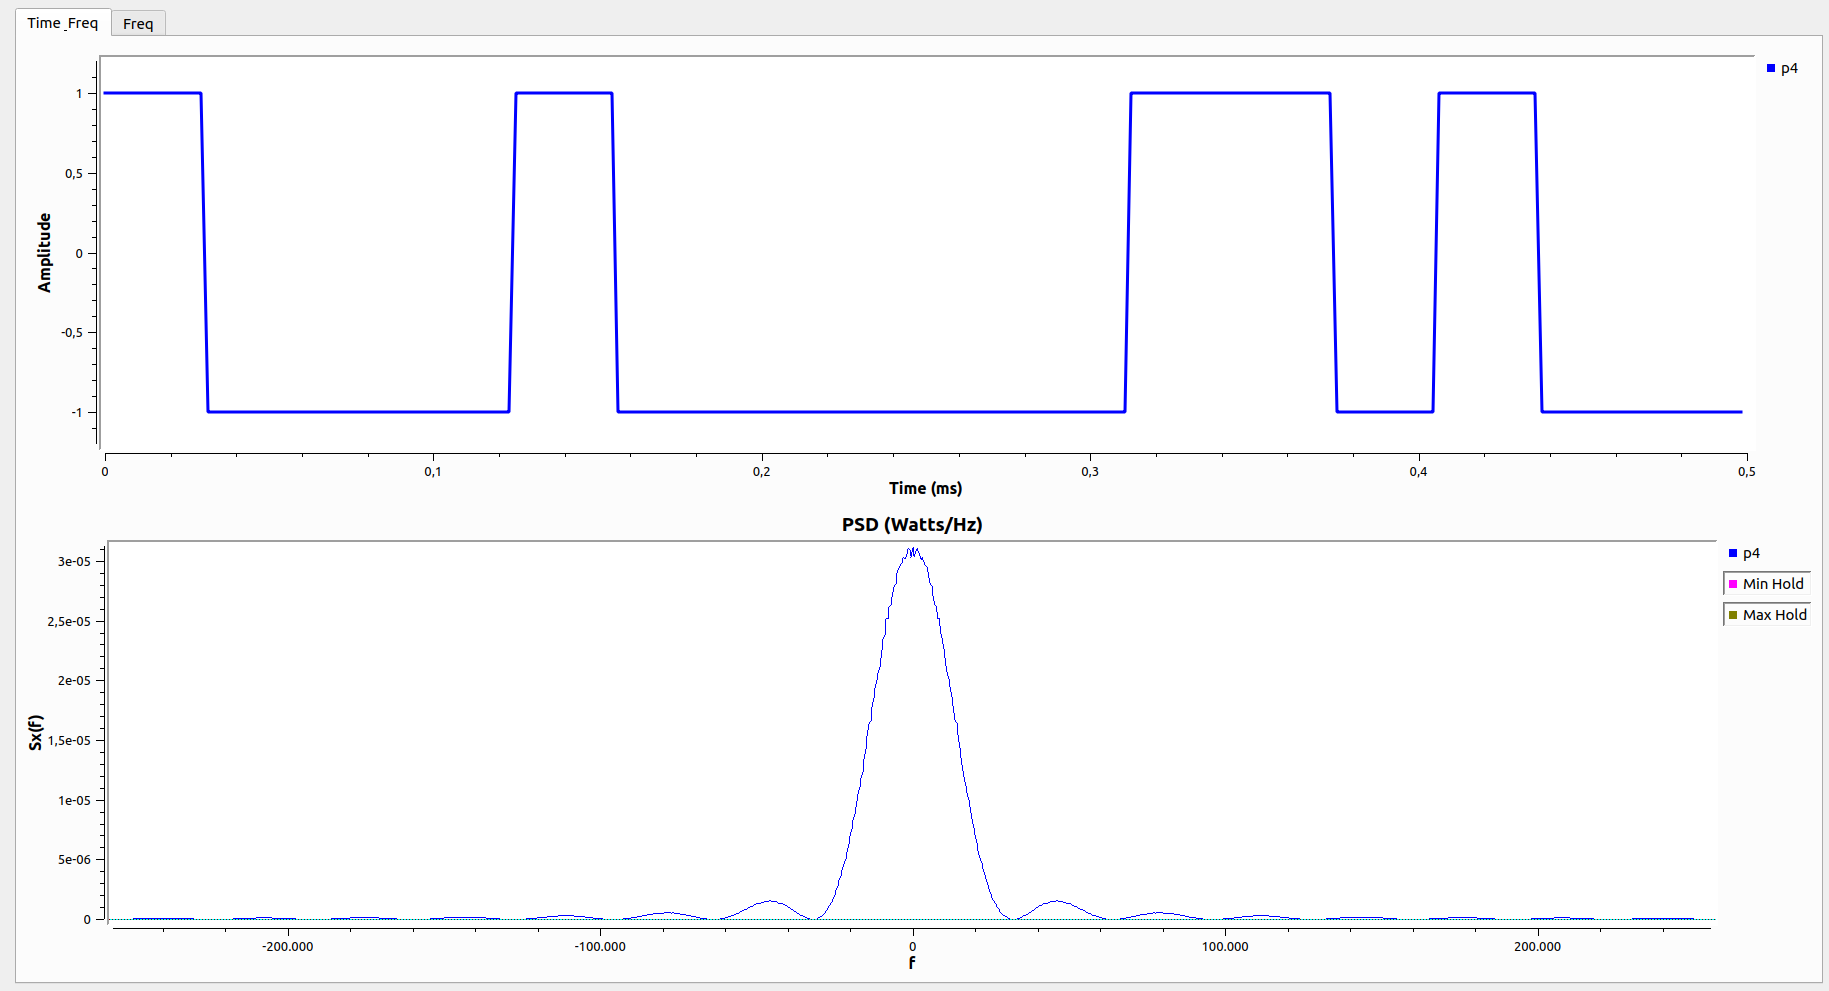 Time_Freq
Freq
p4
1
0,5
0
-0,5
-1
Amplitude
0 0,1 0,2 0,3 0,4 0,5
Time (ms)
PSD (Watts/Hz)
p4
Min Hold
Max Hold
3e-05
2,5e-05
2e-05
1,5e-05
1e-05
5e-06
0
Sx(f)
-200.000 -100.000 0 100.000 200.000
f